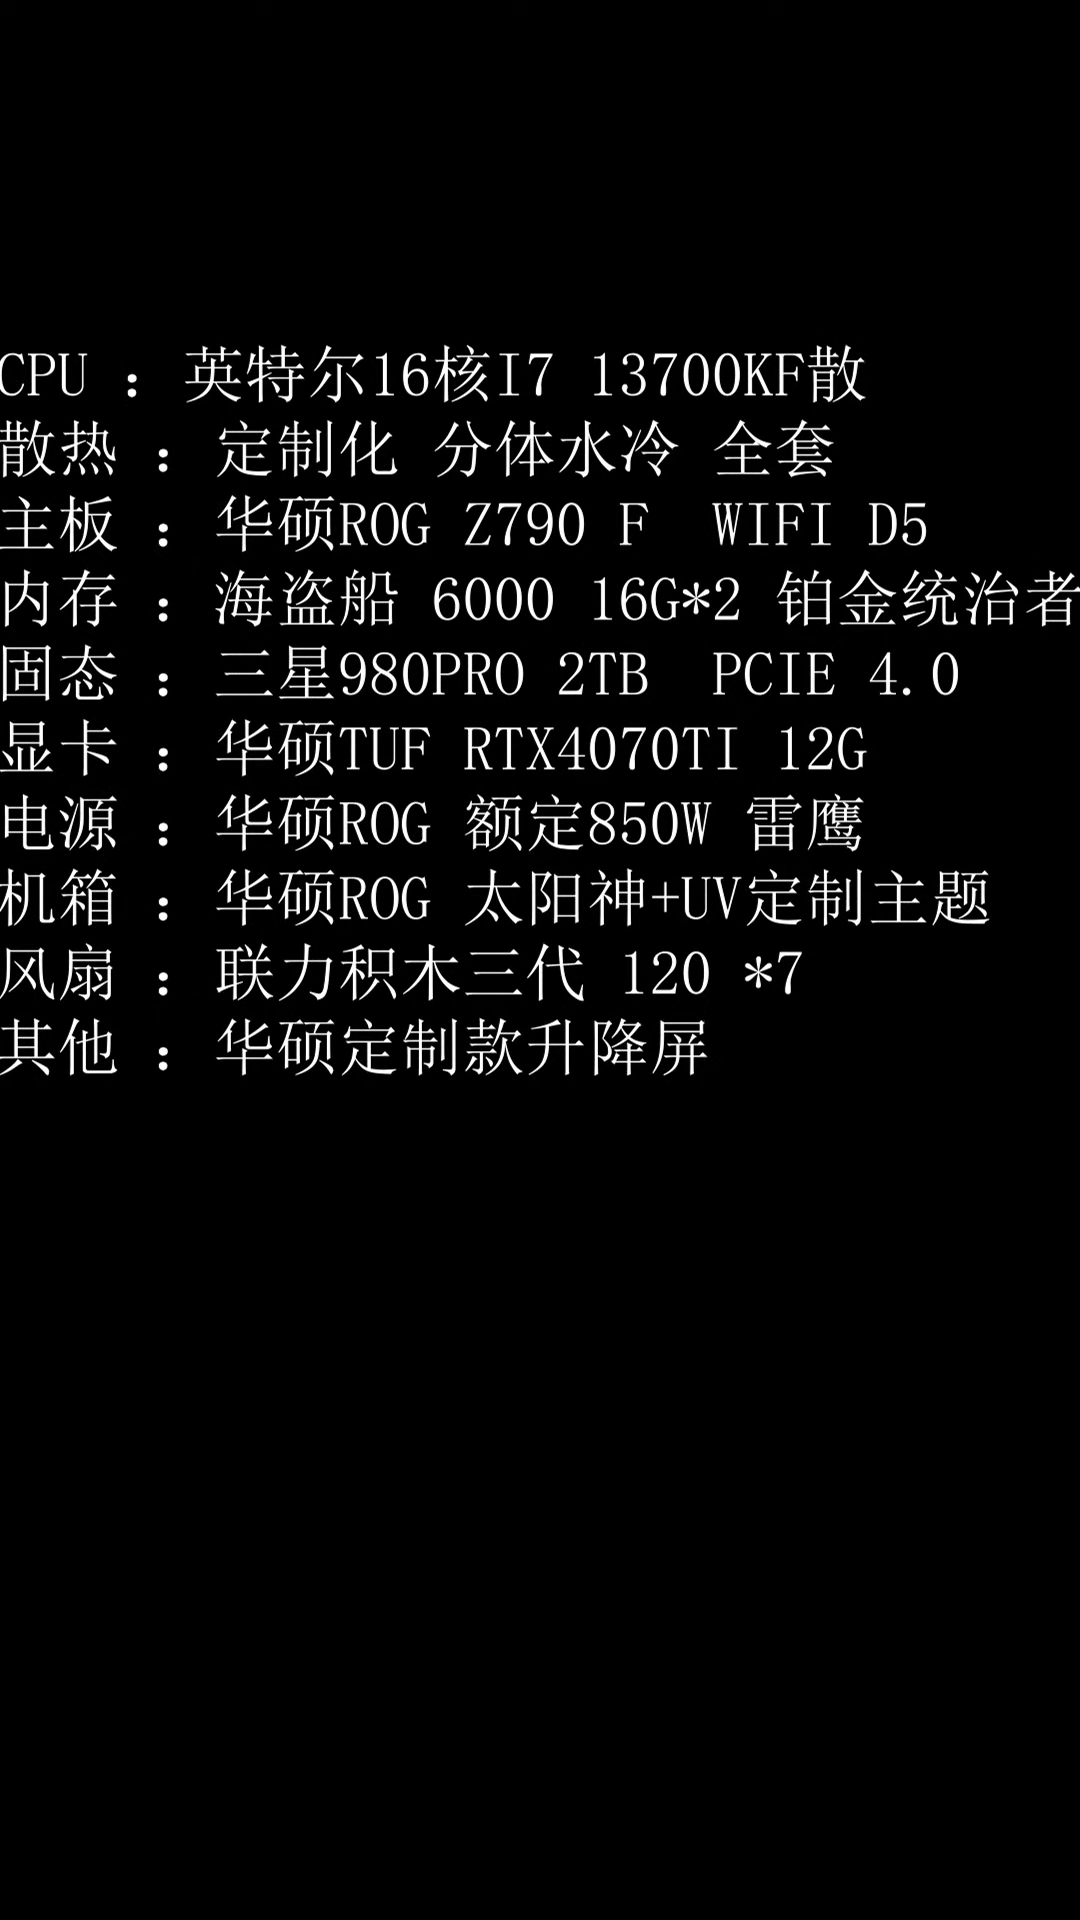 CPU ：英特尔16核I7 13700KF散
散热 ：定制化 分体水冷 全套
主板 ：华硕ROG Z790 F  WIFI D5
内存 ：海盗船 6000 16G*2 铂金统治者
固态 ：三星980PRO 2TB  PCIE 4.0
显卡 ：华硕TUF RTX4070TI 12G
电源 ：华硕ROG 额定850W 雷鹰
机箱 ：华硕ROG 太阳神+UV定制主题
风扇 ：联力积木三代 120 *7
其他 ：华硕定制款升降屏